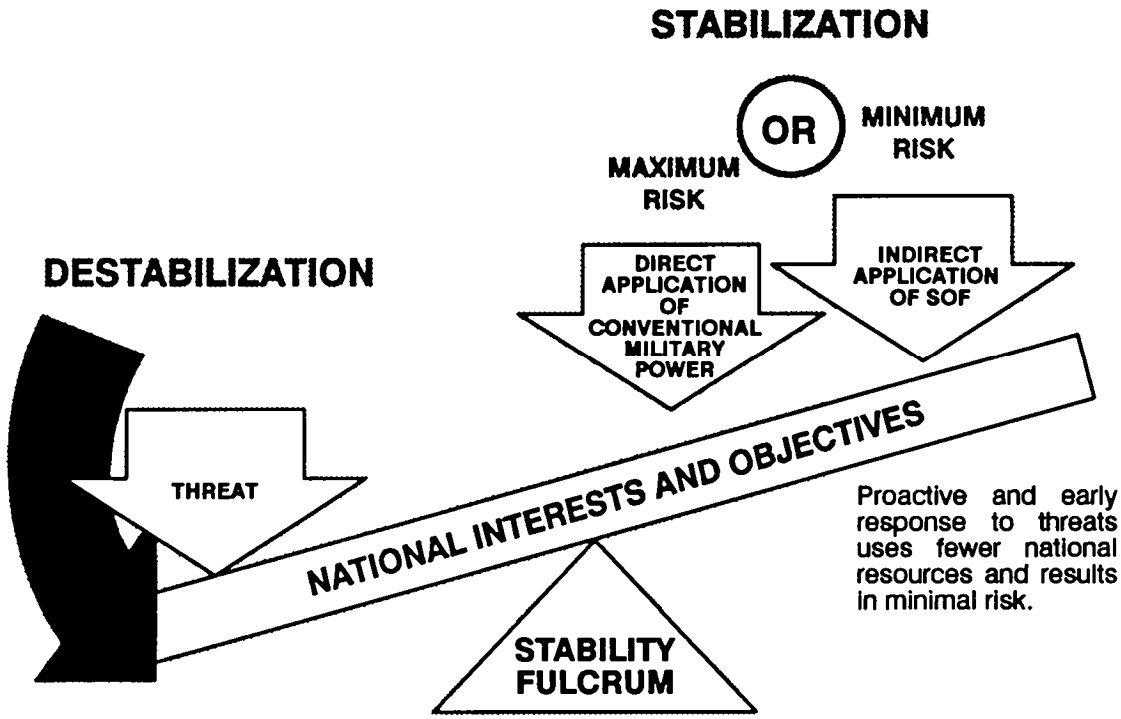 STABILIZATION
OR
MINIMUM
RISK
MAXIMUM
RISK
DESTABILIZATION
DIRECT
APPLICATION
OF
CONVENTIONAL
MILITARY
POWER
INDIRECT
APPLICATION
OF SOF
THREAT
NATIONAL INTERESTS AND OBJECTIVES
Proactive and early
response to threats
uses fewer national
resources and results
in minimal risk.
STABILITY
FULCRUM